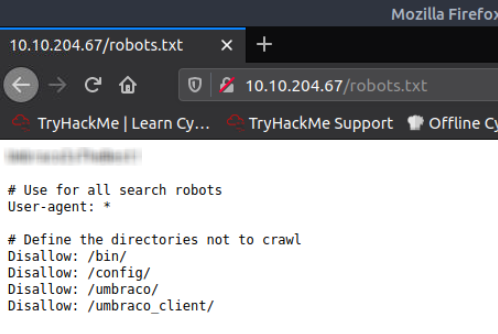 Mozilla Firefox
10.10.204.67/robots.txt
10.10.204.67/robots.txt
TryHackMe | Learn Cy… TryHackMe Support Offline Cy
# Use for all search robots
User-agent: *
# Define the directories not to crawl
Disallow: /bin/
Disallow: /config/
Disallow: /umbraco/
Disallow: /umbraco_client/